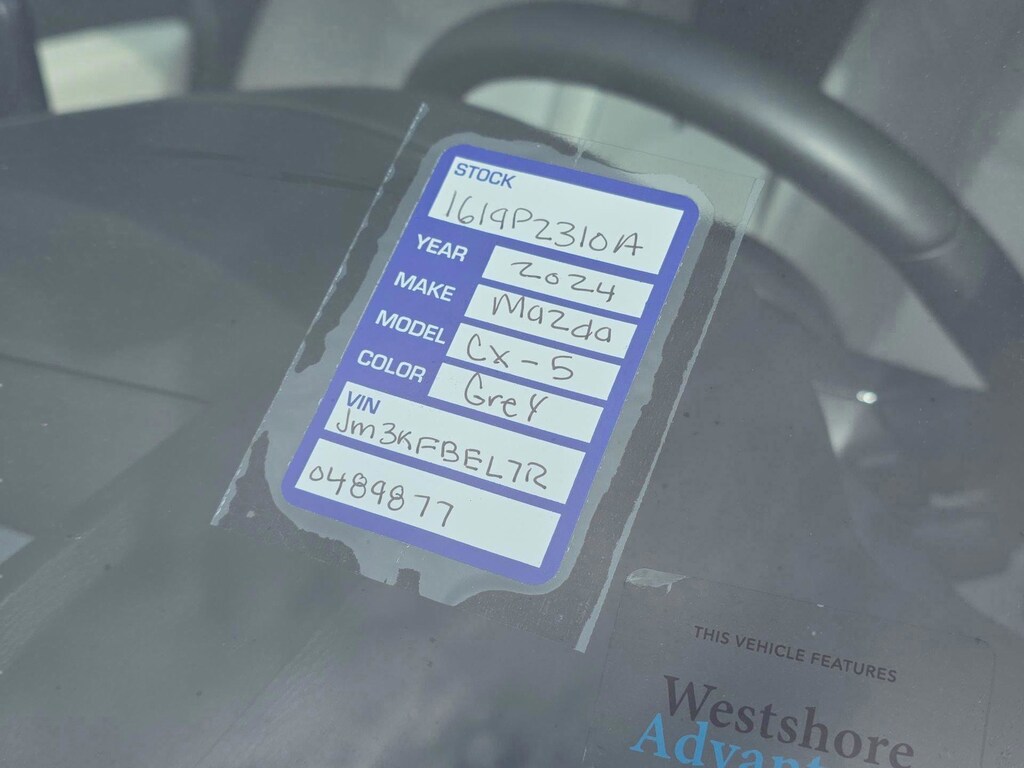 STOCK
1619P2310A
YEAR 2024
MAKE Mazda
MODEL Cx-5
COLOR Grey
VIN
Jm3KFBEL7R
0489877
THIS VEHICLE FEATURES
Westshore